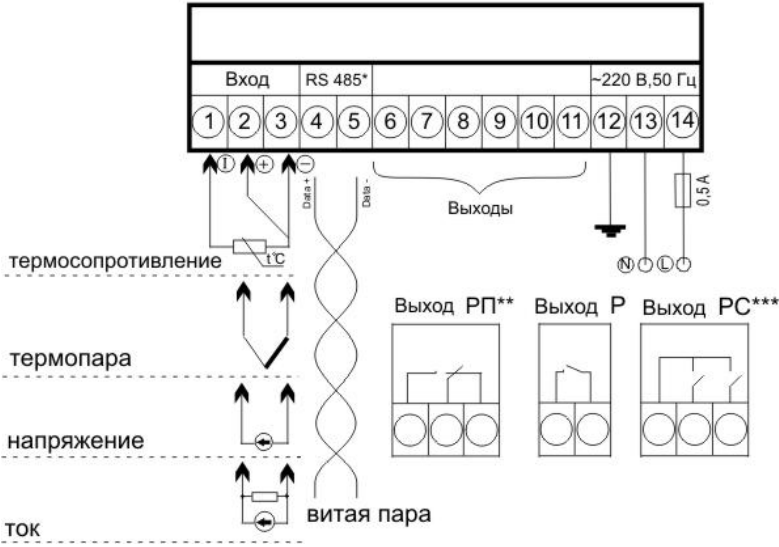 Вход RS 485* ~220 В,50 Гц
1 2 3 4 5 6 7 8 9 10 11 12 13 14
I + − Data + Data - 0,5 А
Выходы
t°C
термосопротивление
N L
Выход РП** Выход Р Выход РС***
термопара
напряжение
витая пара
ток